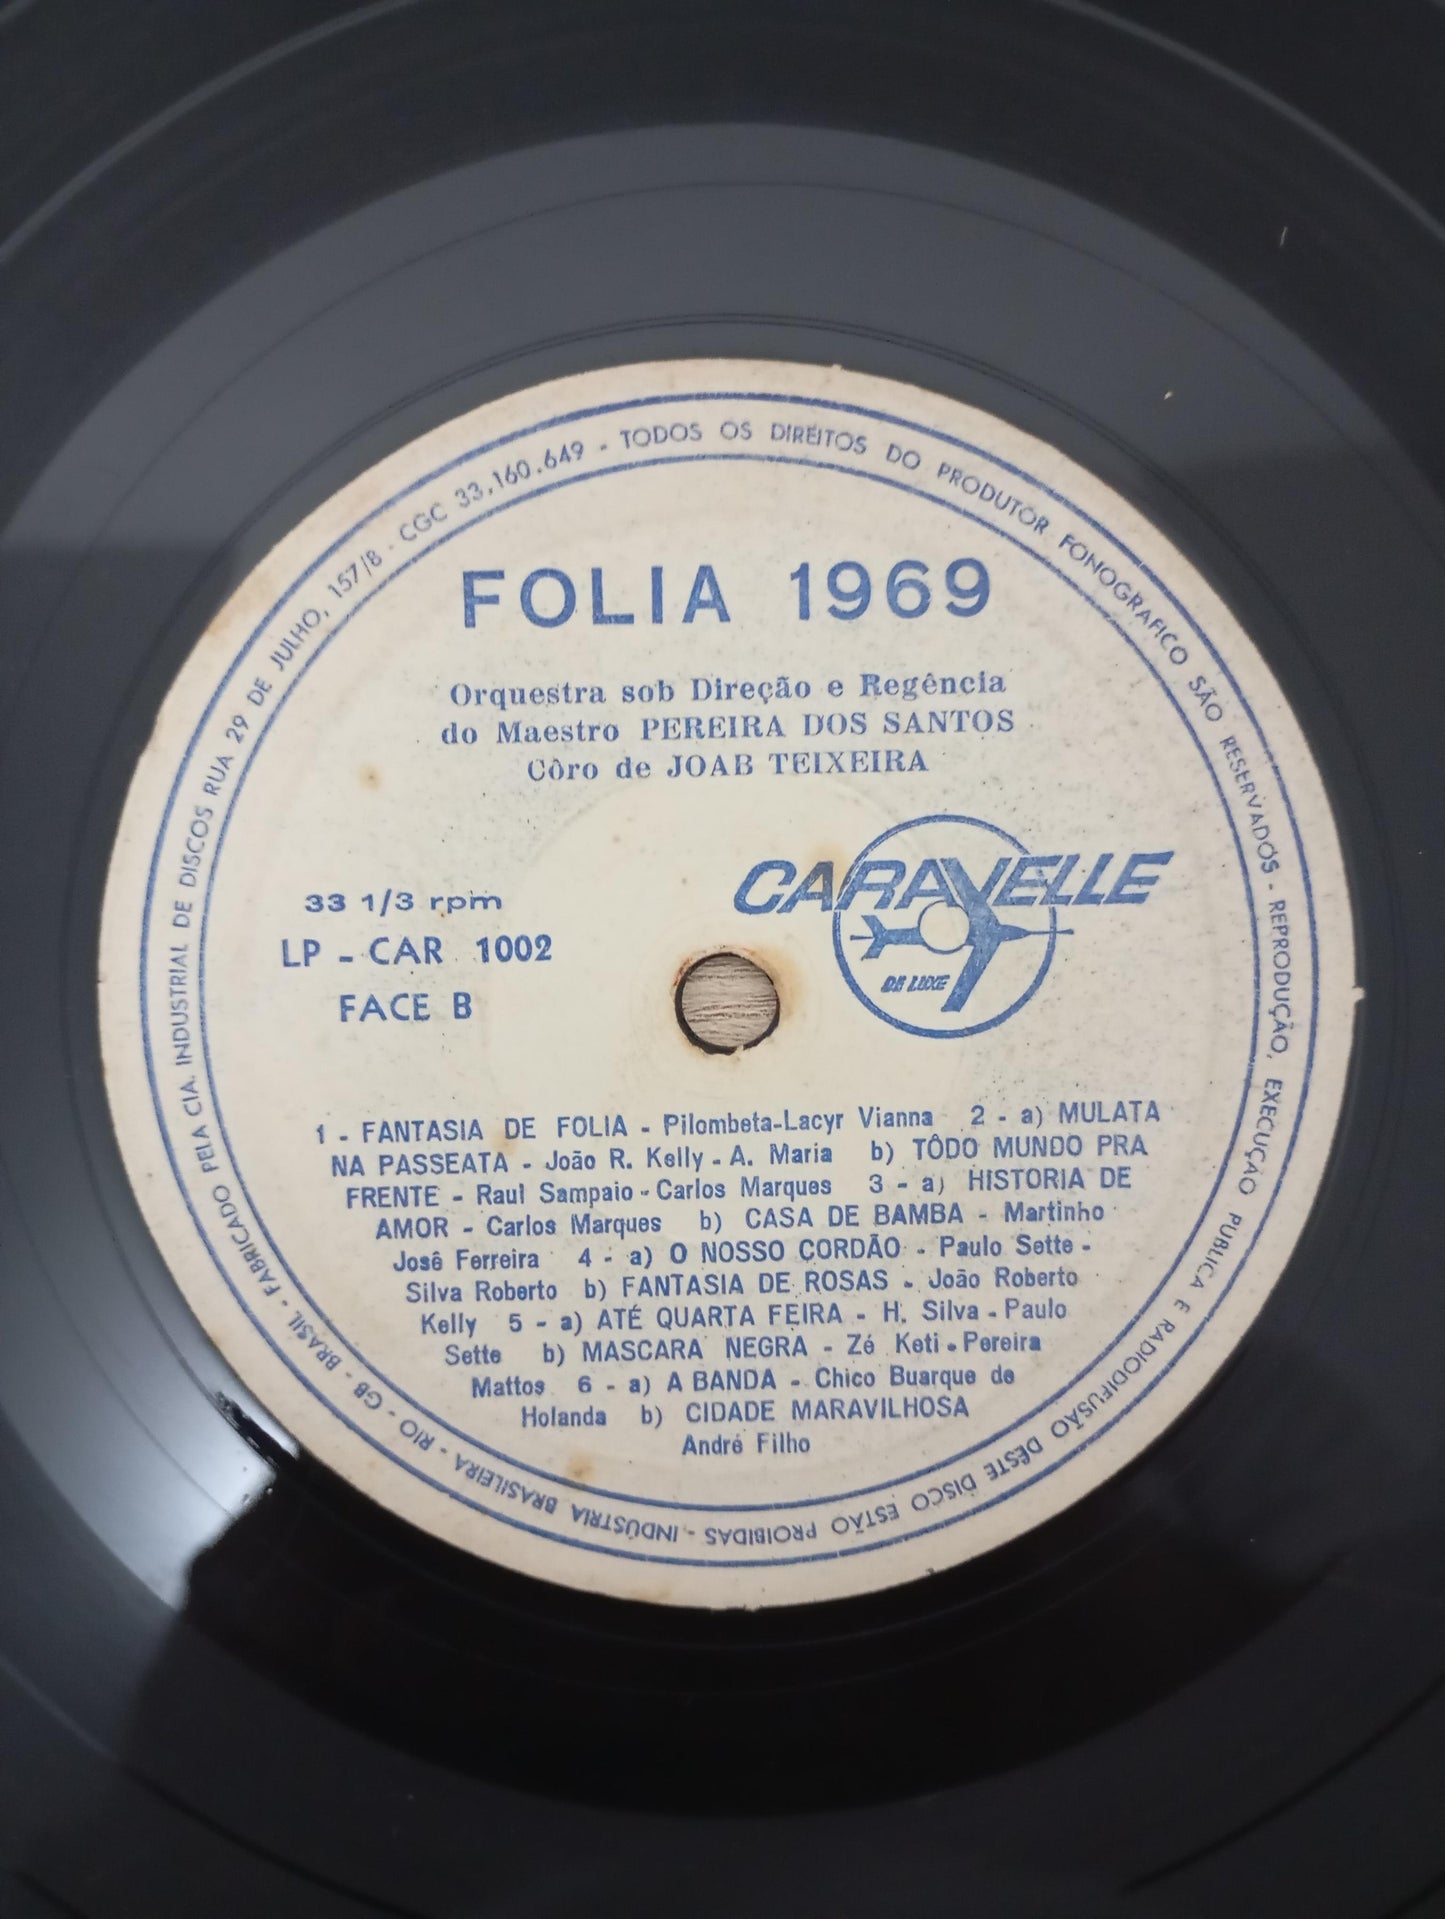 FOLIA 1969
Orquestra sob Direção e Regência
do Maestro PEREIRA DOS SANTOS
Côro de JOAB TEIXEIRA
CARAVELLE
DE LUXE
33 1/3 rpm
LP - CAR 1002
FACE B
1 - FANTASIA DE FOLIA - Pilombeta-Lacyr Vianna 2 - a) MULATA
NA PASSEATA - João R. Kelly - A. Maria b) TÔDO MUNDO PRA
FRENTE - Raul Sampaio - Carlos Marques 3 - a) HISTORIA DE
AMOR - Carlos Marques b) CASA DE BAMBA - Martinho
José Ferreira 4 - a) O NOSSO CORDÃO - Paulo Sette -
Silva Roberto b) FANTASIA DE ROSAS - João Roberto
Kelly 5 - a) ATÉ QUARTA FEIRA - H. Silva - Paulo
Sette b) MASCARA NEGRA - Zé Keti - Pereira
Mattos 6 - a) A BANDA - Chico Buarque de
Holanda b) CIDADE MARAVILHOSA
André Filho
FABRICADO PELA CIA. INDUSTRIAL DE DISCOS RUA 29 DE JULHO, 157/8 - CGC 33.160.649 - TODOS OS DIREITOS DO PRODUTOR FONOGRAFICO SÃO RESERVADOS - REPRODUÇÃO, EXECUÇÃO PUBLICA E RADIODIFUSÃO DÊSTE DISCO ESTÃO PROIBIDAS - INDÚSTRIA BRASILEIRA - RIO - GB - BRASIL -